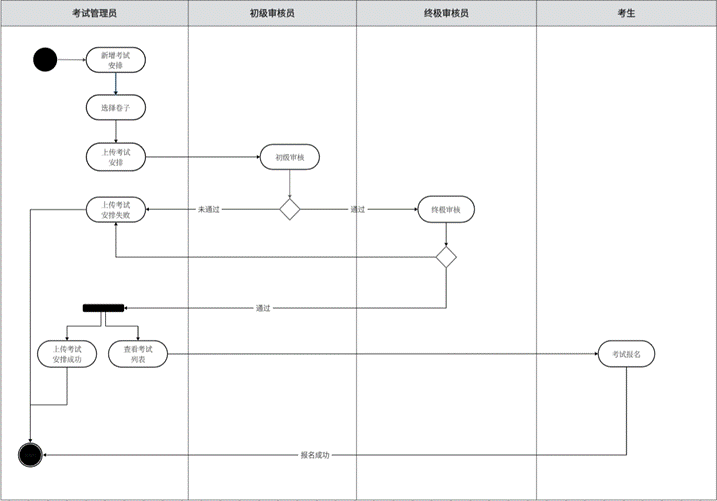 考试管理员
初级审核员
终极审核员
考生
新增考试
安排
选择卷子
上传考试
安排
初级审核
上传考试
安排失败
未通过
通过
终极审核
通过
上传考试
安排成功
查看考试
列表
考试报名
报名成功